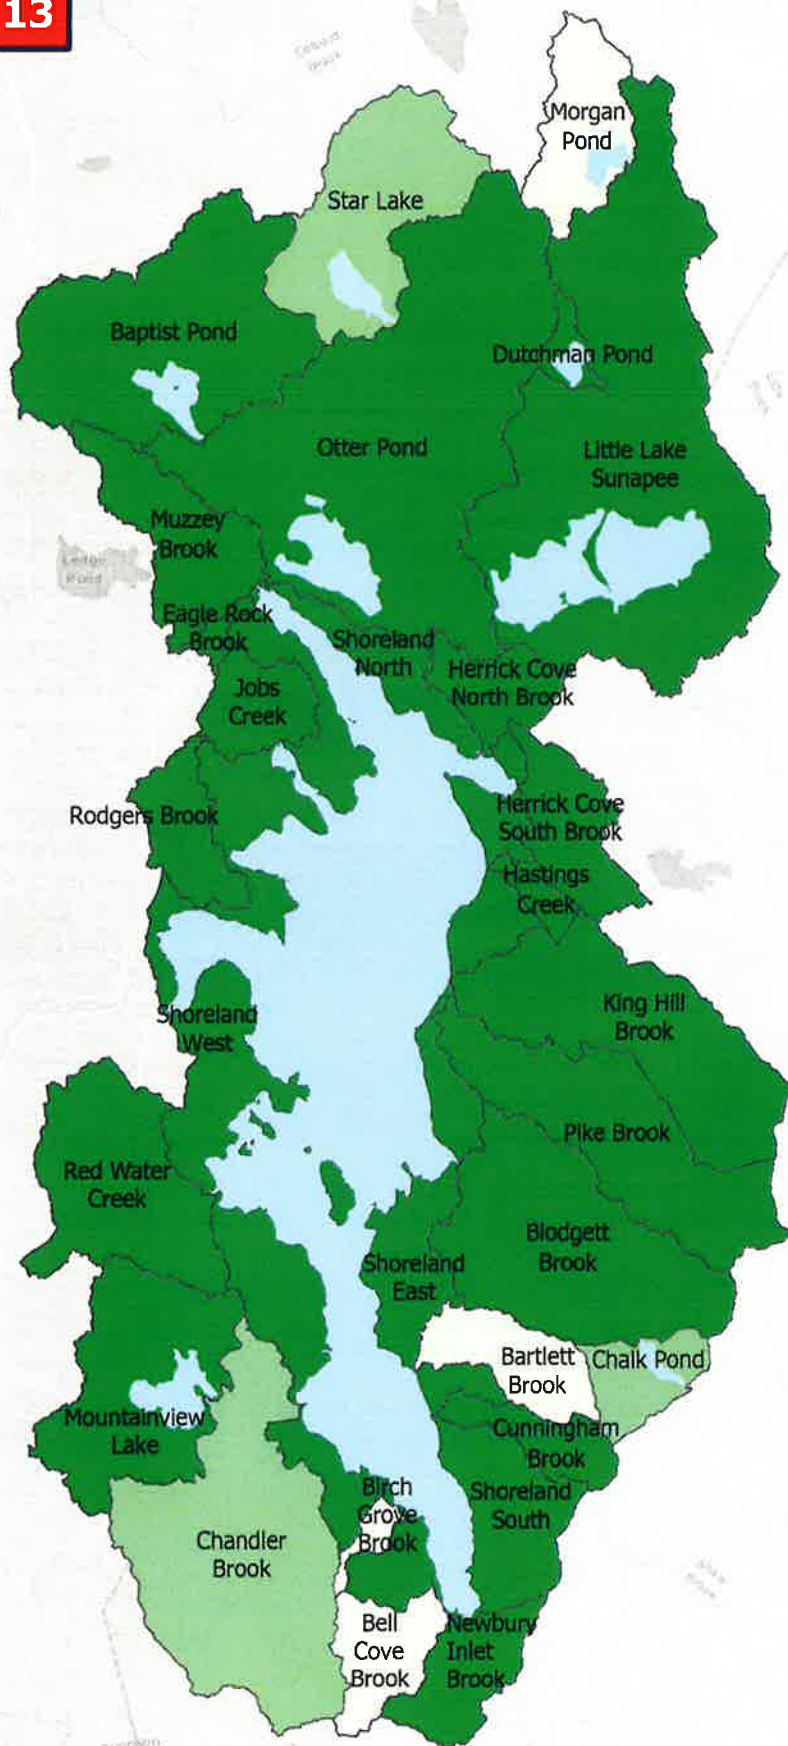 13
Morgan
Pond
Star Lake
Baptist Pond
Dutchman Pond
Otter Pond
Little Lake
Sunapee
Muzzey
Brook
Ledge
Pond
Eagle Rock
Brook
Shoreland
North
Herrick Cove
North Brook
Jobs
Creek
Rodgers Brook
Herrick Cove
South Brook
Hastings
Creek
King Hill
Brook
Shoreland
West
Pike Brook
Red Water
Creek
Blodgett
Brook
Shoreland
East
Bartlett
Brook
Chalk Pond
Mountainview
Lake
Cunningham
Brook
Birch
Grove
Brook
Shoreland
South
Chandler
Brook
Bell
Cove
Brook
Newbury
Inlet
Brook